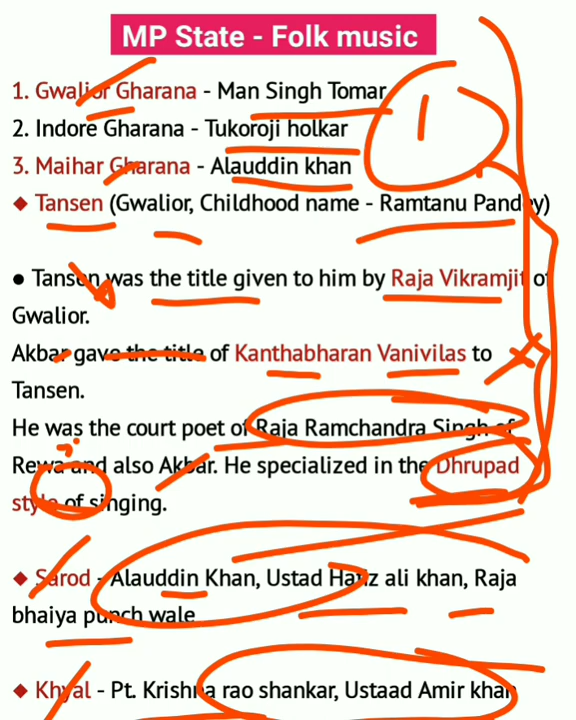 MP State - Folk music
1. Gwalior Gharana - Man Singh Tomar
2. Indore Gharana - Tukoroji holkar
3. Maihar Gharana - Alauddin khan
◆ Tansen (Gwalior, Childhood name - Ramtanu Pandey)
● Tansen was the title given to him by Raja Vikramjit of
Gwalior.
Akbar gave the title of Kanthabharan Vanivilas to
Tansen.
He was the court poet of Raja Ramchandra Singh of
Rewa and also Akbar. He specialized in the Dhrupad
style of singing.
◆ Sarod - Alauddin Khan, Ustad Hafiz ali khan, Raja
bhaiya punch wale
◆ Khyal - Pt. Krishna rao shankar, Ustaad Amir khan